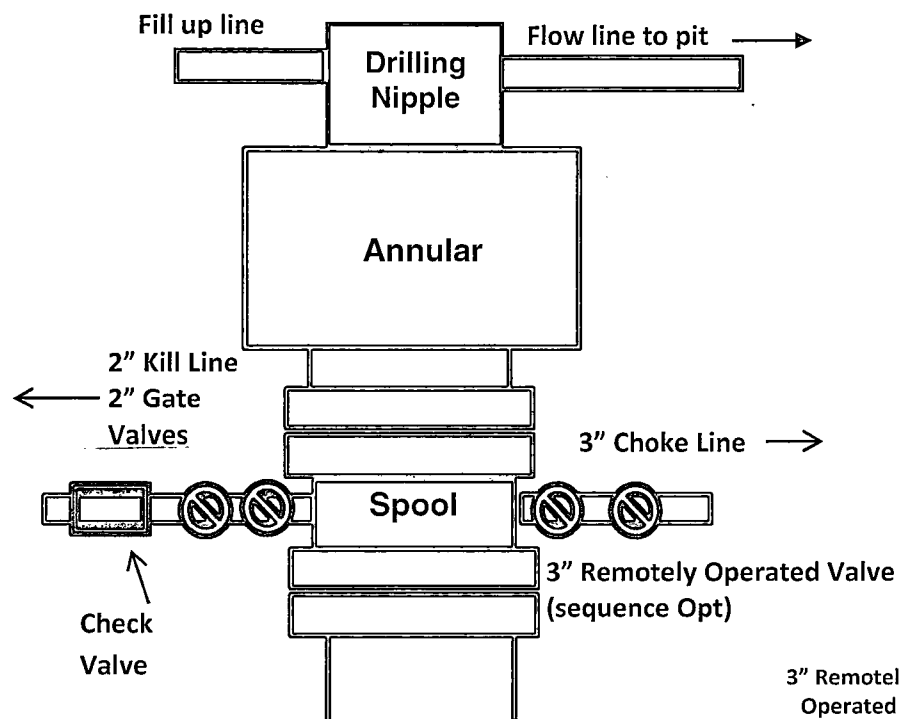 Fill up line
Flow line to pit
Drilling
Nipple
Annular
2” Kill Line
2” Gate
Valves
3” Choke Line
Spool
3” Remotely Operated Valve
(sequence Opt)
Check
Valve
3” Remotel
Operated